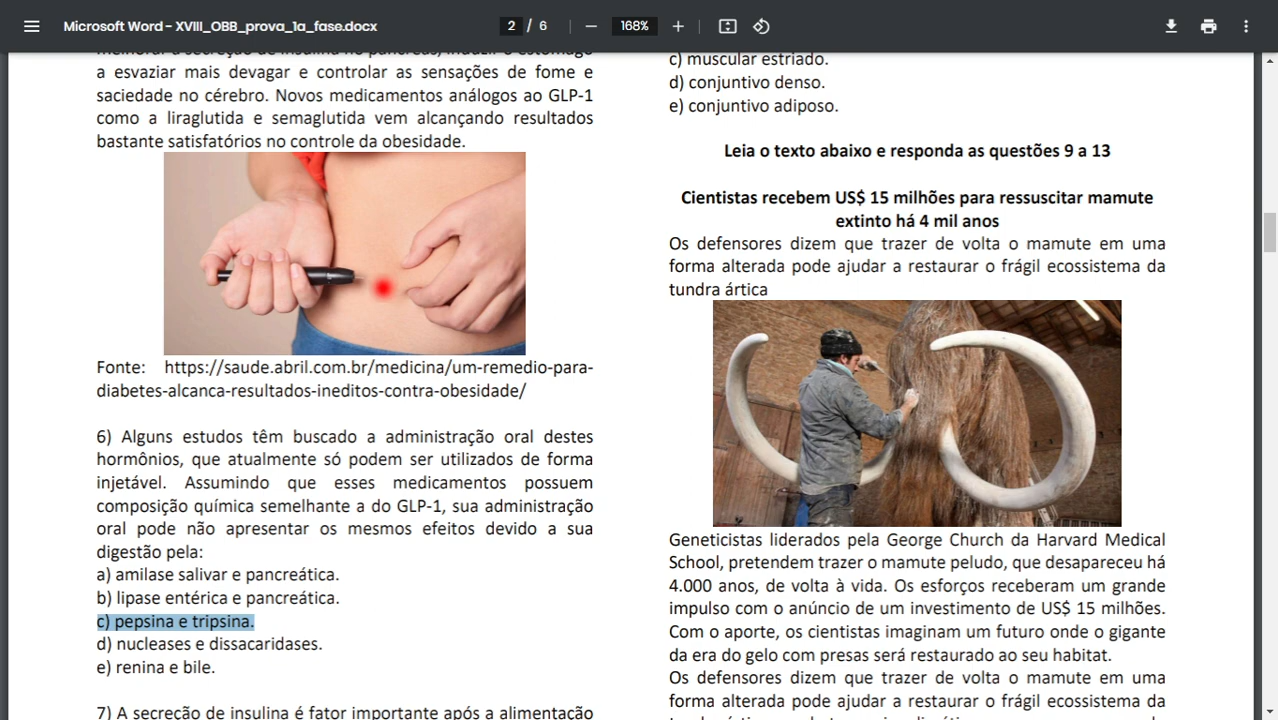 Microsoft Word - XVIII_OBB_prova_1a_fase.docx
2 / 6
168%
melhorar a secreção de insulina no pâncreas, induzir o estômago
a esvaziar mais devagar e controlar as sensações de fome e
saciedade no cérebro. Novos medicamentos análogos ao GLP-1
como a liraglutida e semaglutida vem alcançando resultados
bastante satisfatórios no controle da obesidade.
Fonte: https://saude.abril.com.br/medicina/um-remedio-para-
diabetes-alcanca-resultados-ineditos-contra-obesidade/
6) Alguns estudos têm buscado a administração oral destes
hormônios, que atualmente só podem ser utilizados de forma
injetável. Assumindo que esses medicamentos possuem
composição química semelhante a do GLP-1, sua administração
oral pode não apresentar os mesmos efeitos devido a sua
digestão pela:
a) amilase salivar e pancreática.
b) lipase entérica e pancreática.
c) pepsina e tripsina.
d) nucleases e dissacaridases.
e) renina e bile.
7) A secreção de insulina é fator importante após a alimentação
c) muscular estriado.
d) conjuntivo denso.
e) conjuntivo adiposo.
Leia o texto abaixo e responda as questões 9 a 13
Cientistas recebem US$ 15 milhões para ressuscitar mamute
extinto há 4 mil anos
Os defensores dizem que trazer de volta o mamute em uma
forma alterada pode ajudar a restaurar o frágil ecossistema da
tundra ártica
Geneticistas liderados pela George Church da Harvard Medical
School, pretendem trazer o mamute peludo, que desapareceu há
4.000 anos, de volta à vida. Os esforços receberam um grande
impulso com o anúncio de um investimento de US$ 15 milhões.
Com o aporte, os cientistas imaginam um futuro onde o gigante
da era do gelo com presas será restaurado ao seu habitat.
Os defensores dizem que trazer de volta o mamute em uma
forma alterada pode ajudar a restaurar o frágil ecossistema da